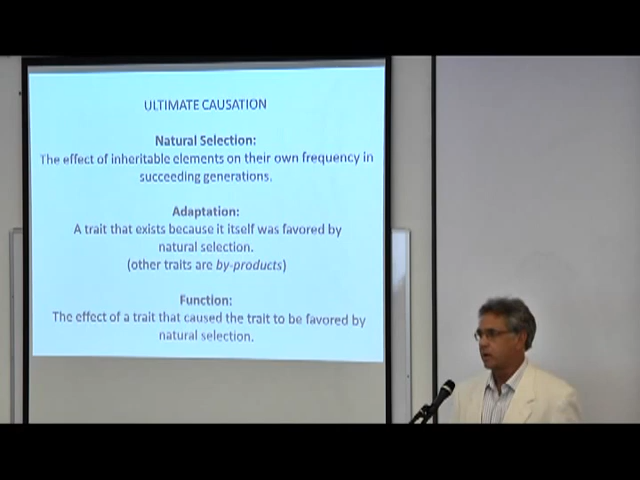 ULTIMATE CAUSATION
Natural Selection:
The effect of inheritable elements on their own frequency in
succeeding generations.
Adaptation:
A trait that exists because it itself was favored by
natural selection.
(other traits are by-products)
Function:
The effect of a trait that caused the trait to be favored by
natural selection.